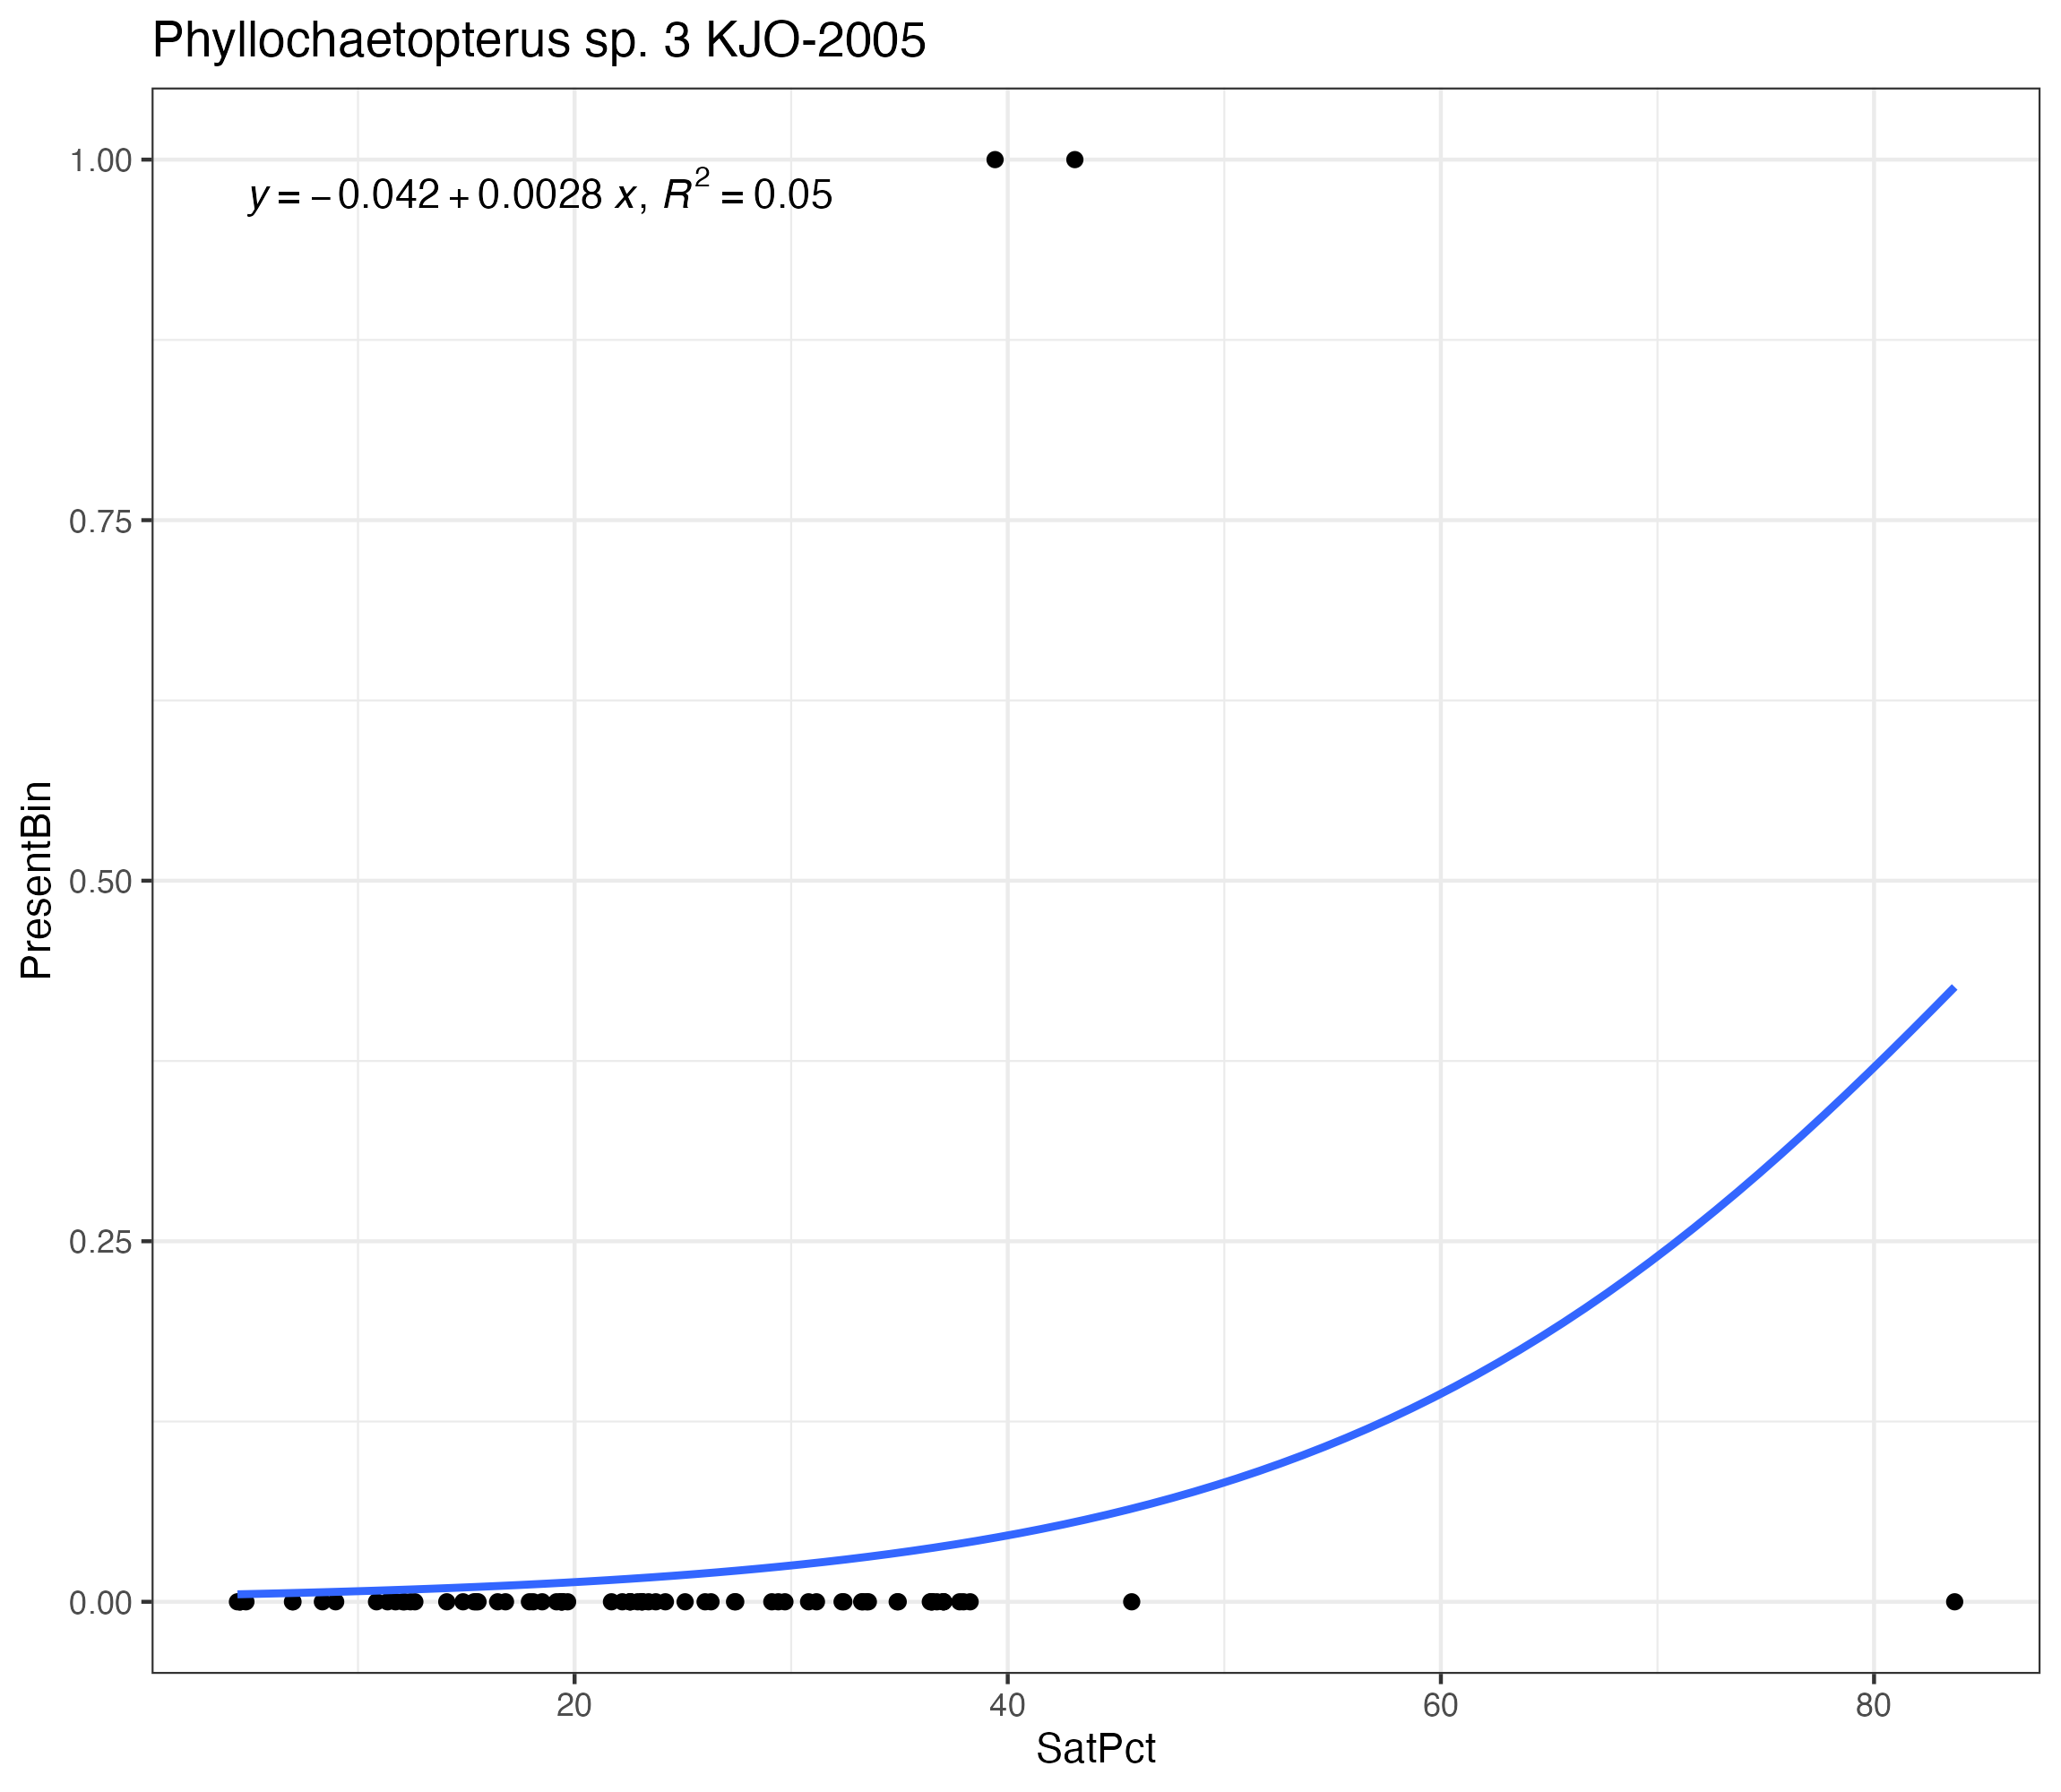 Phyllochaetopterus sp. 3 KJO-2005
y = −0.042 + 0.0028 x, R² = 0.05
1.00
0.75
0.50
0.25
0.00
PresentBin
20 40 60 80
SatPct